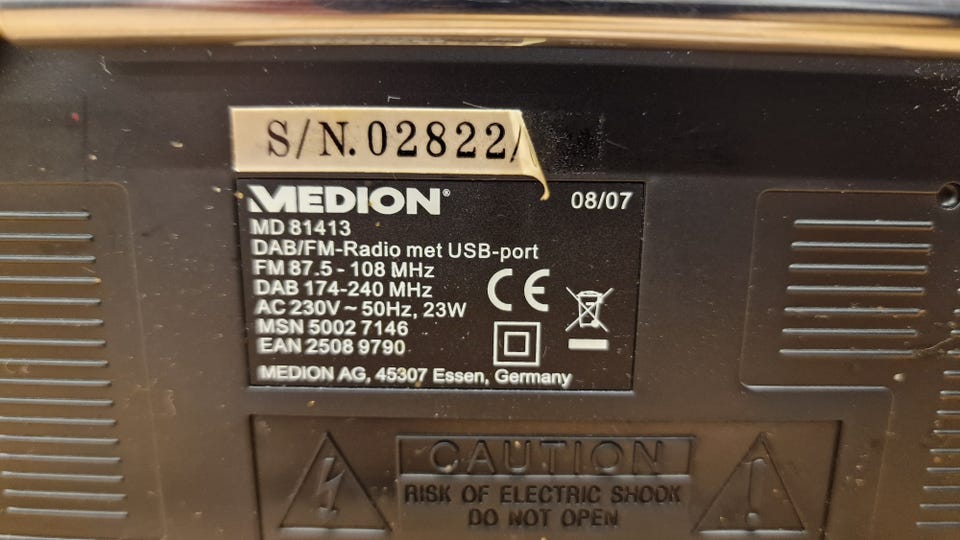 S/N.02822
MEDION® 08/07
MD 81413
DAB/FM-Radio met USB-port
FM 87.5 - 108 MHz
DAB 174-240 MHz
AC 230V ~ 50Hz, 23W
MSN 5002 7146
EAN 2508 9790
CE
MEDION AG, 45307 Essen, Germany
CAUTION
RISK OF ELECTRIC SHOCK
DO NOT OPEN